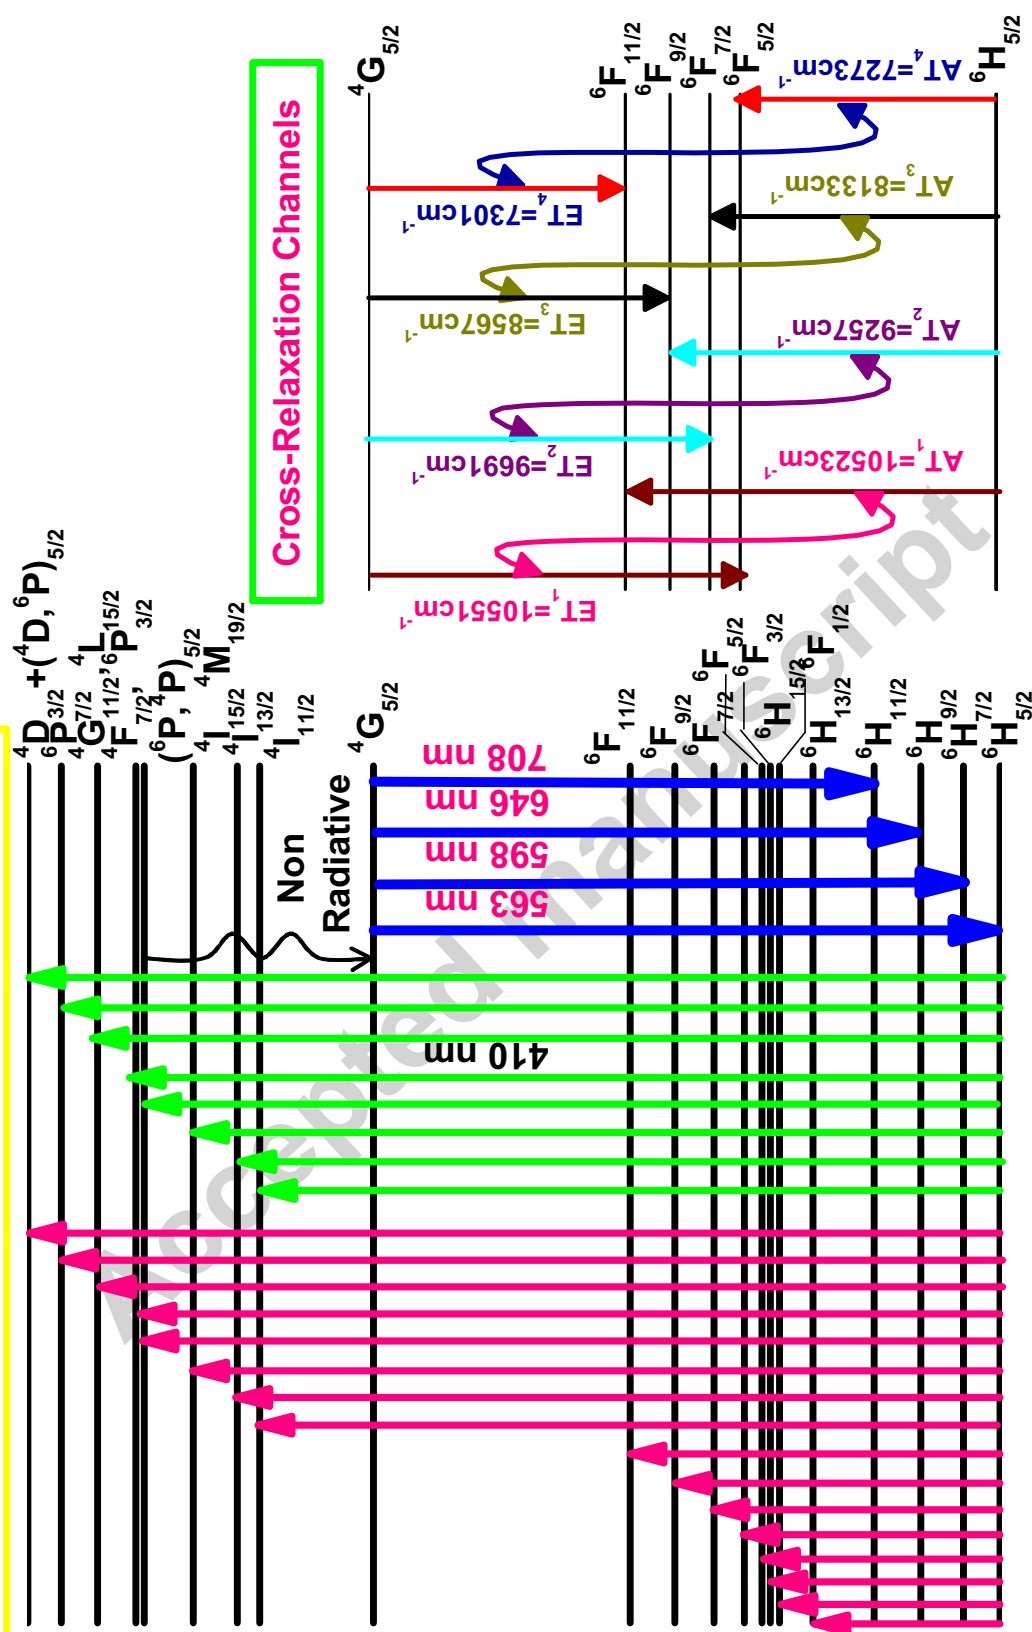 Cross-Relaxation Channels
4G5/2
6F11/2
6F9/2
6F7/2
6F5/2
6H5/2
ET4=7301cm-1
AT4=7273cm-1
ET3=8567cm-1
AT3=8133cm-1
ET2=9691cm-1
AT2=9257cm-1
ET1=10551cm-1
AT1=10523cm-1
4D +(4D,6P)5/2
6P3/2
4G7/2 4L15/2
4F11/2,6P3/2
7/2,
(6P,4P)5/2
4I 4M19/2
4I15/2
13/2
4I11/2
4G5/2
6F11/2
6F9/2
6F7/2
6F5/2
6F3/2
6H15/2
6F1/2
6H13/2
6H11/2
6H9/2
6H7/2
6H5/2
Non
Radiative
708 nm
646 nm
598 nm
563 nm
410 nm
Accepted manuscript